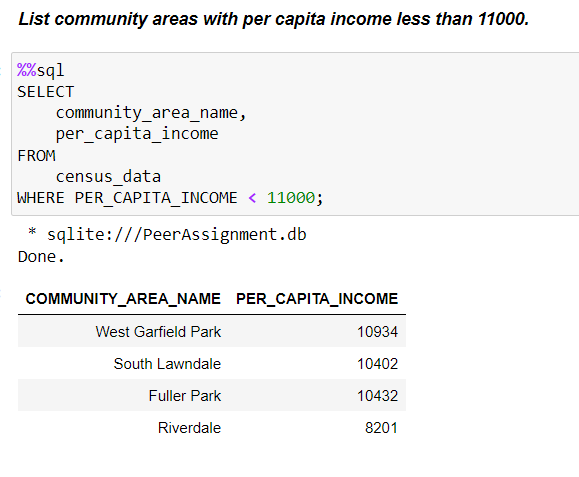 List community areas with per capita income less than 11000.
%%sql
SELECT
    community_area_name,
    per_capita_income
FROM
    census_data
WHERE PER_CAPITA_INCOME < 11000;
* sqlite:///PeerAssignment.db
Done.
COMMUNITY_AREA_NAME PER_CAPITA_INCOME
West Garfield Park 10934
South Lawndale 10402
Fuller Park 10432
Riverdale 8201